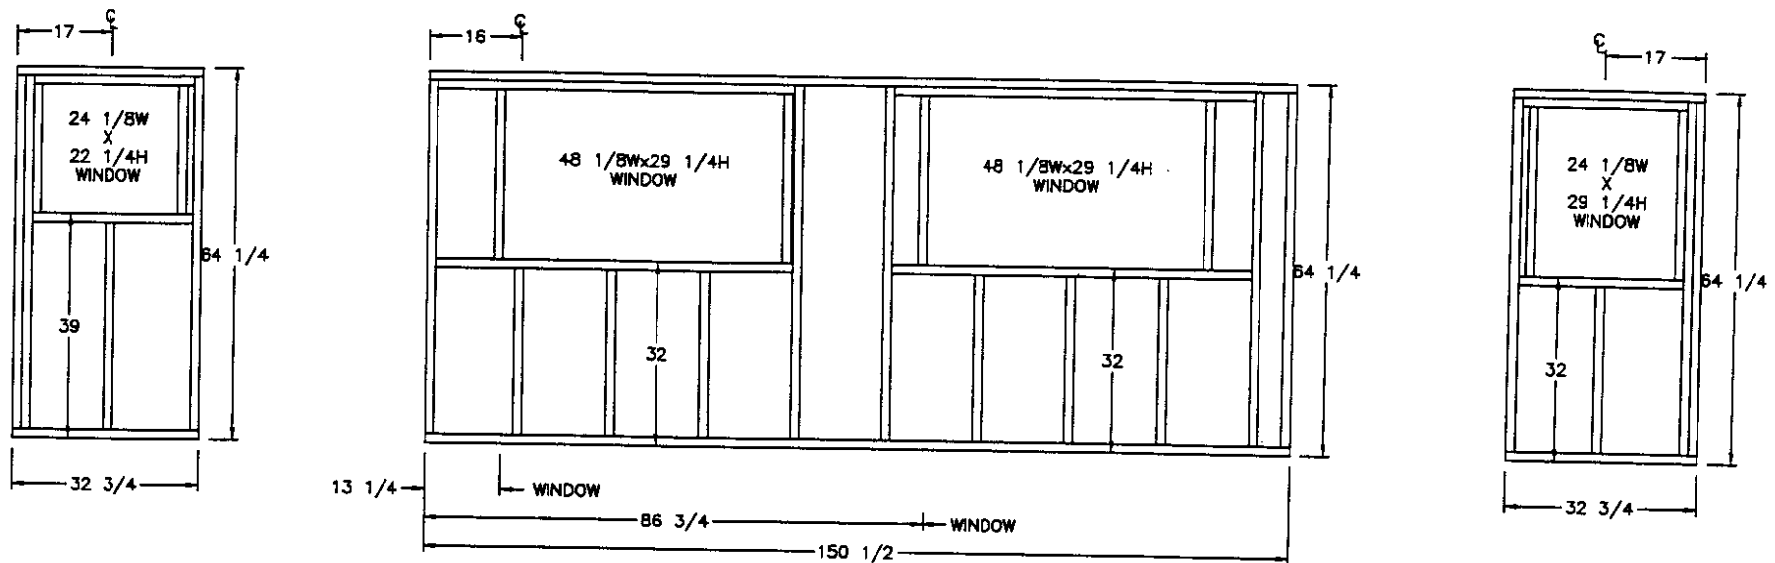 ℄
17
24 1/8W
X
22 1/4H
WINDOW
64 1/4
39
32 3/4
℄
16
48 1/8Wx29 1/4H
WINDOW
48 1/8Wx29 1/4H
WINDOW
64 1/4
32
32
13 1/4
WINDOW
86 3/4
WINDOW
150 1/2
℄
17
24 1/8W
X
29 1/4H
WINDOW
64 1/4
32
32 3/4